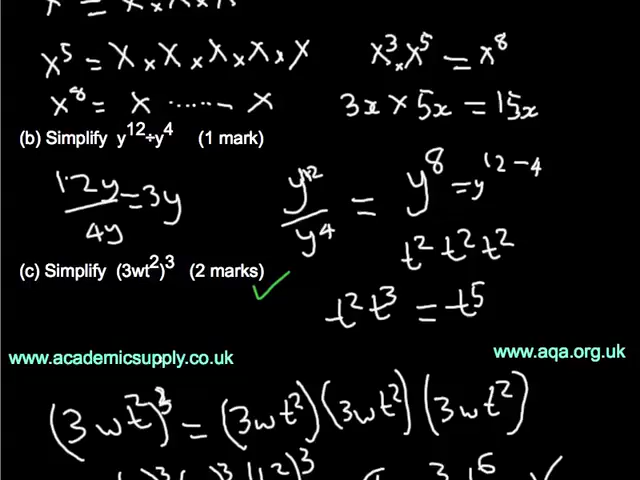 x⁵ = x × x × x × x × x    x³ × x⁵ = x⁸
x⁸ = x ...... x    3x × 5x = 15x
(b) Simplify y¹²÷y⁴ (1 mark)
12y/4y = 3y    y¹²/y⁴ = y⁸ = y¹²⁻⁴
t² t² t²
(c) Simplify (3wt²)³ (2 marks) ✓
t² t³ = t⁵
www.academicsupply.co.uk    www.aqa.org.uk
(3wt²)³ = (3wt²)(3wt²)(3wt²)